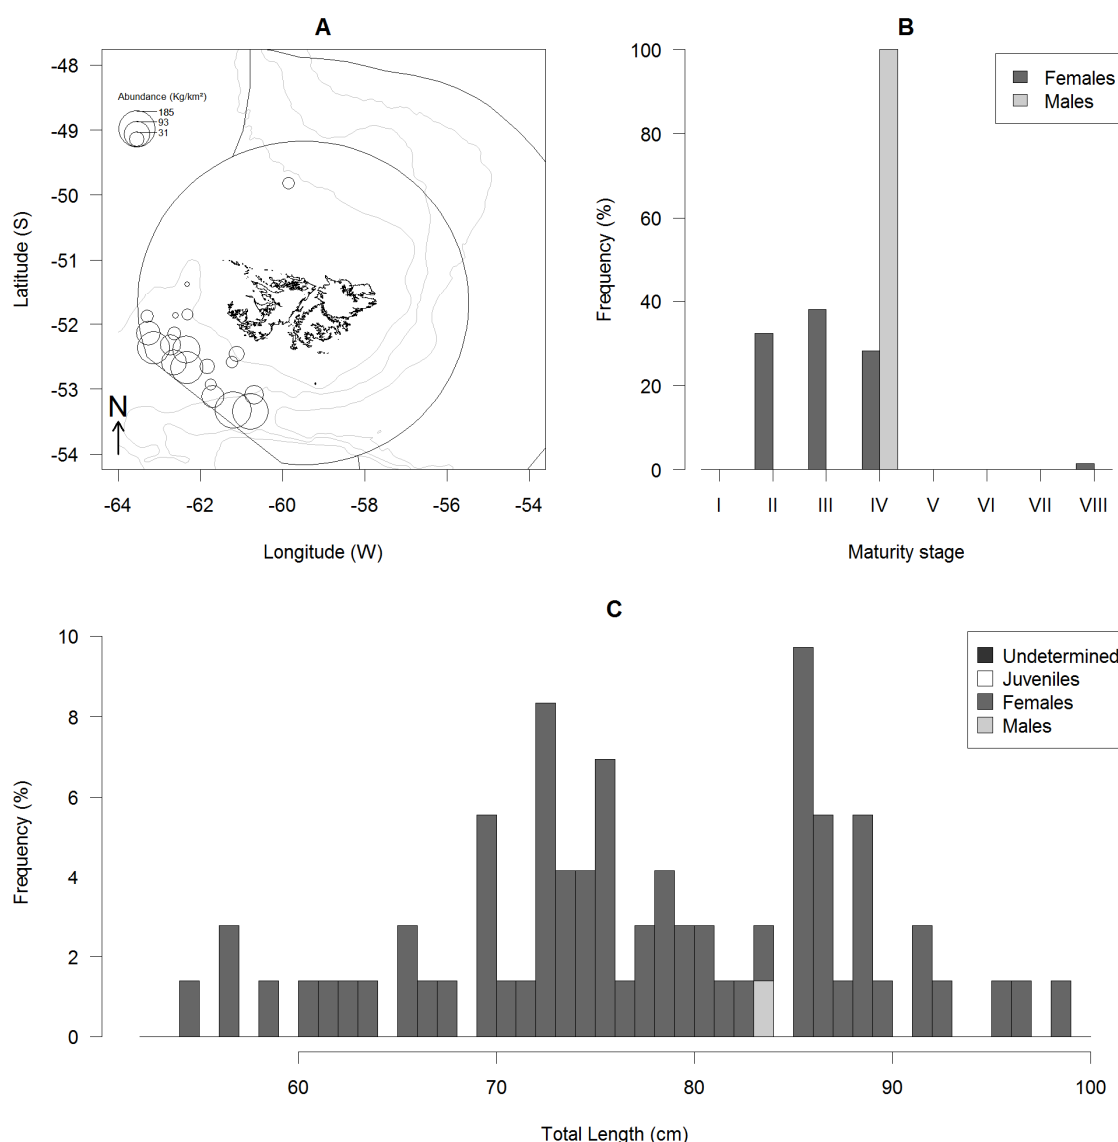 A
-48
-49
-50
-51
-52
-53
-54
Latitude (S)
Abundance (Kg/km²)
185
93
31
N
-64
-62
-60
-58
-56
-54
Longitude (W)
B
100
80
60
40
20
0
Frequency (%)
Females
Males
I
II
III
IV
V
VI
VII
VIII
Maturity stage
C
10
8
6
4
2
0
Frequency (%)
Undetermined
Juveniles
Females
Males
60
70
80
90
100
Total Length (cm)